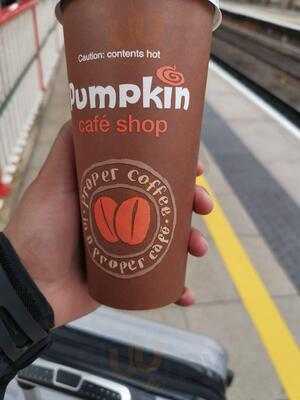 Caution: contents hot
pumpkin
café shop
a proper coffee
a proper café